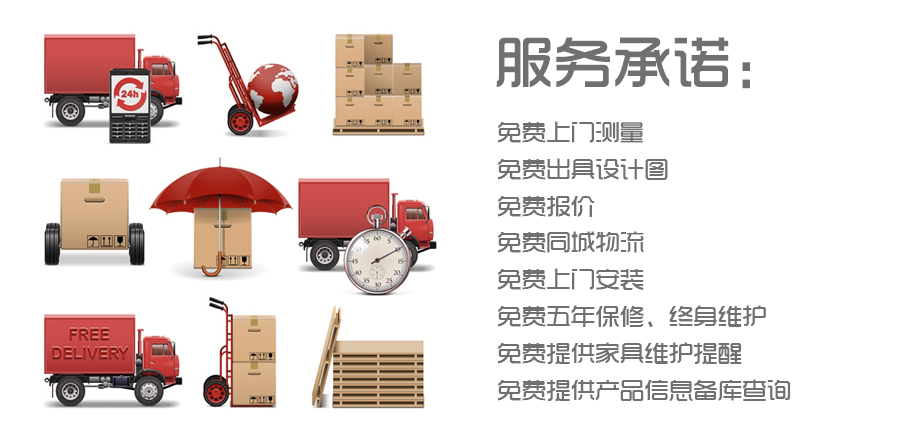 24h
FREE
DELIVERY
服务承诺：
免费上门测量
免费出具设计图
免费报价
免费同城物流
免费上门安装
免费五年保修、终身维护
免费提供家具维护提醒
免费提供产品信息备库查询